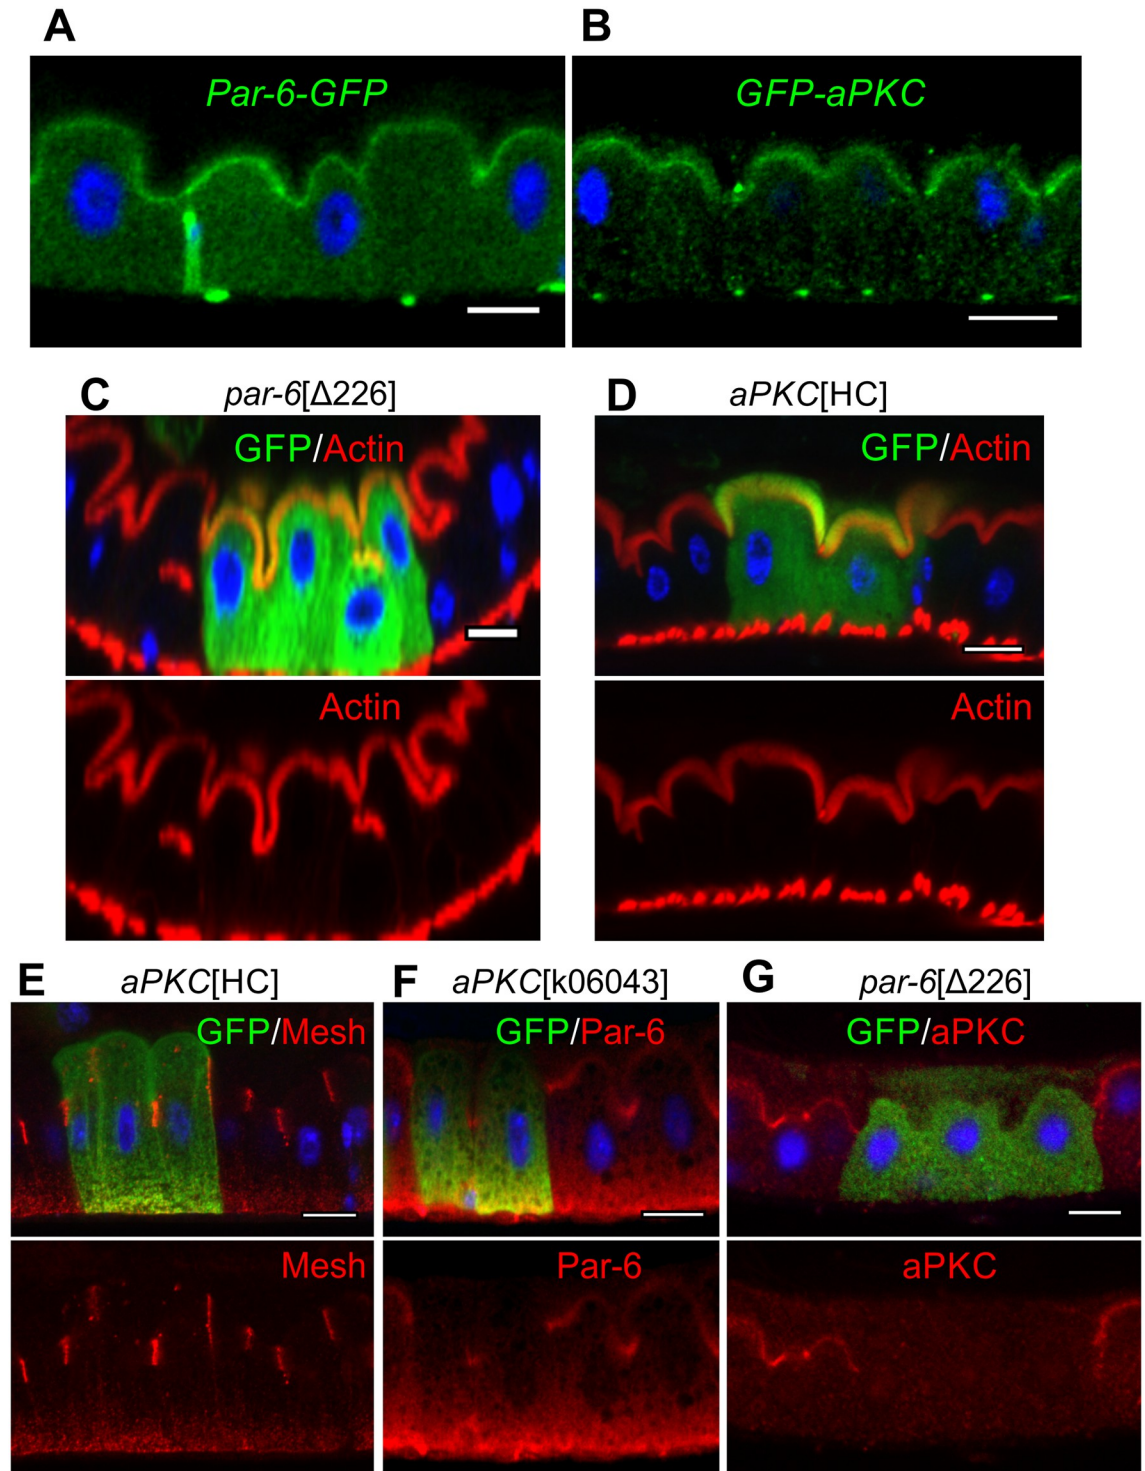 A
B
Par-6-GFP
GFP-aPKC
C
par-6[Δ226]
D
aPKC[HC]
GFP/Actin
GFP/Actin
Actin
Actin
E
aPKC[HC]
F
aPKC[k06043]
G
par-6[Δ226]
GFP/Mesh
GFP/Par-6
GFP/aPKC
Mesh
Par-6
aPKC